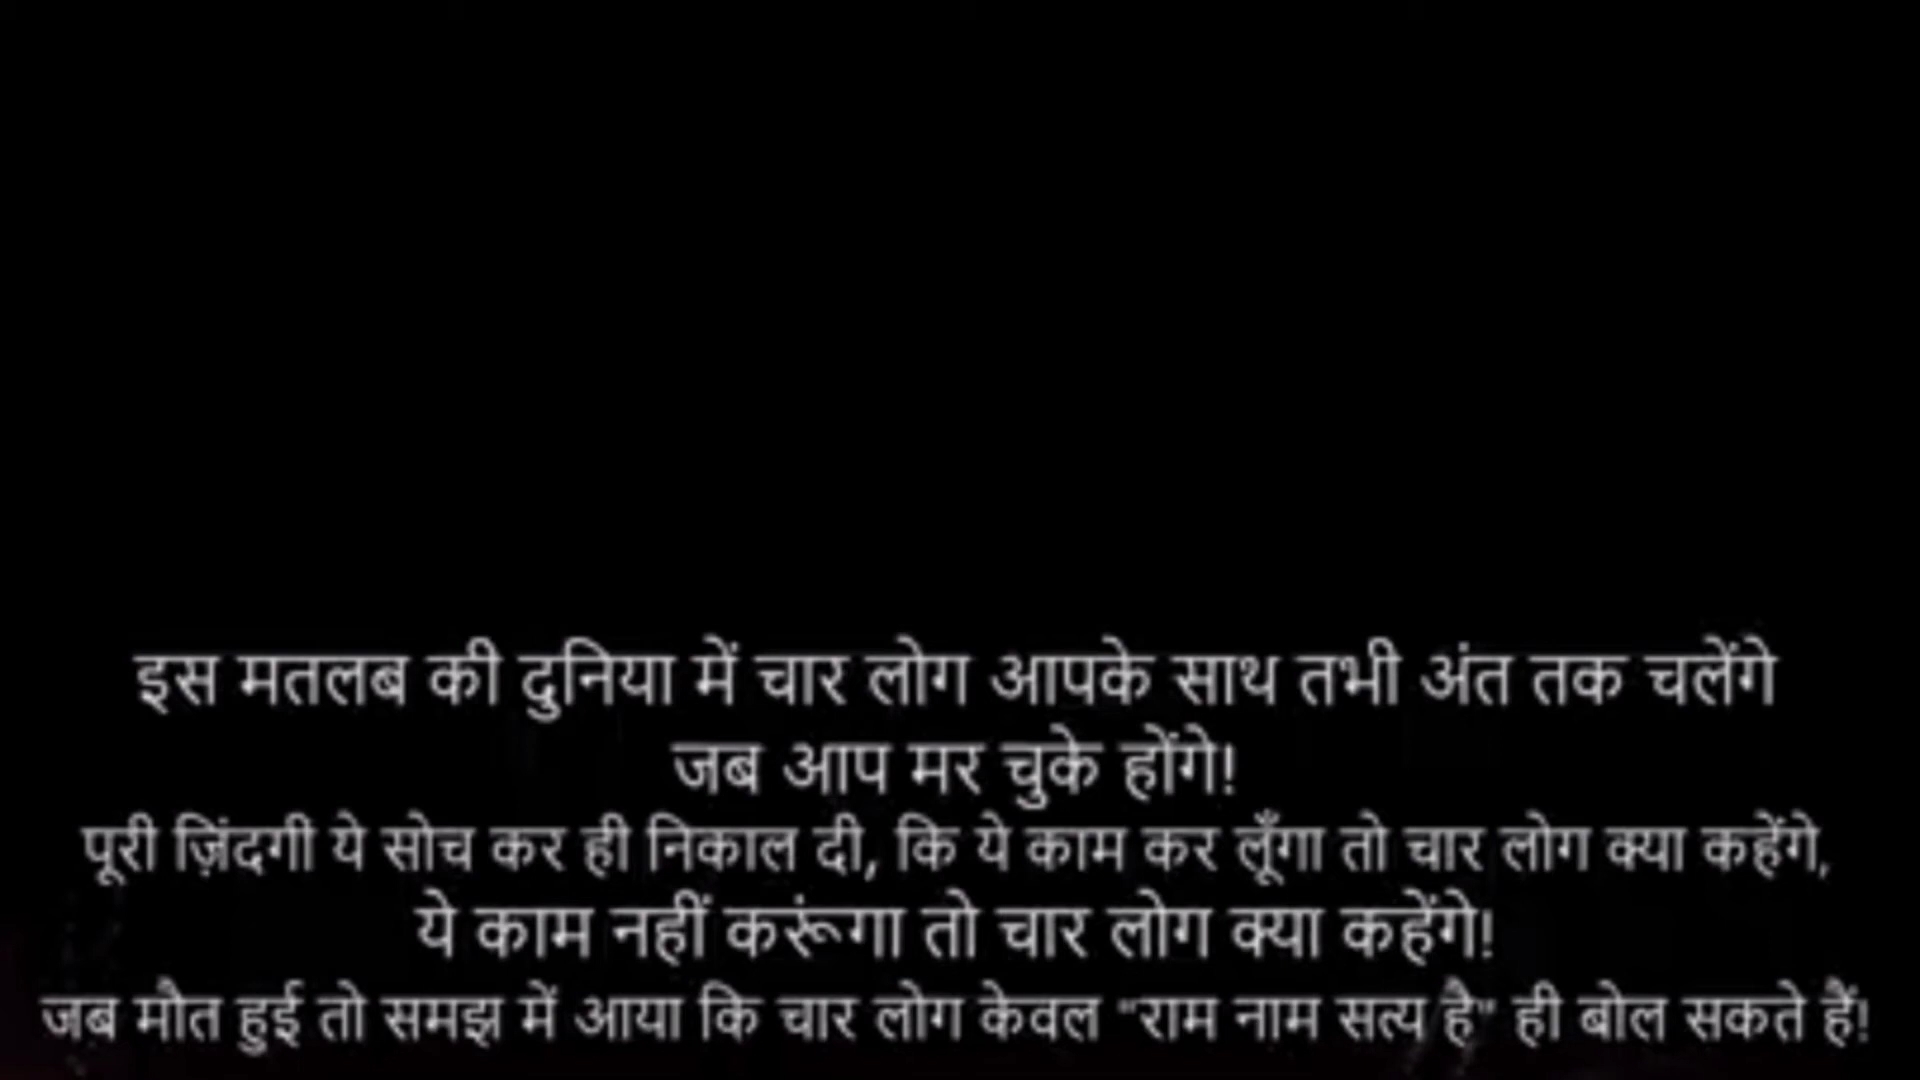 इस मतलब की दुनिया में चार लोग आपके साथ तभी अंत तक चलेंगे
जब आप मर चुके होंगे!
पूरी ज़िंदगी ये सोच कर ही निकाल दी, कि ये काम कर लूँगा तो चार लोग क्या कहेंगे,
ये काम नहीं करूंगा तो चार लोग क्या कहेंगे!
जब मौत हुई तो समझ में आया कि चार लोग केवल "राम नाम सत्य है" ही बोल सकते हैं!